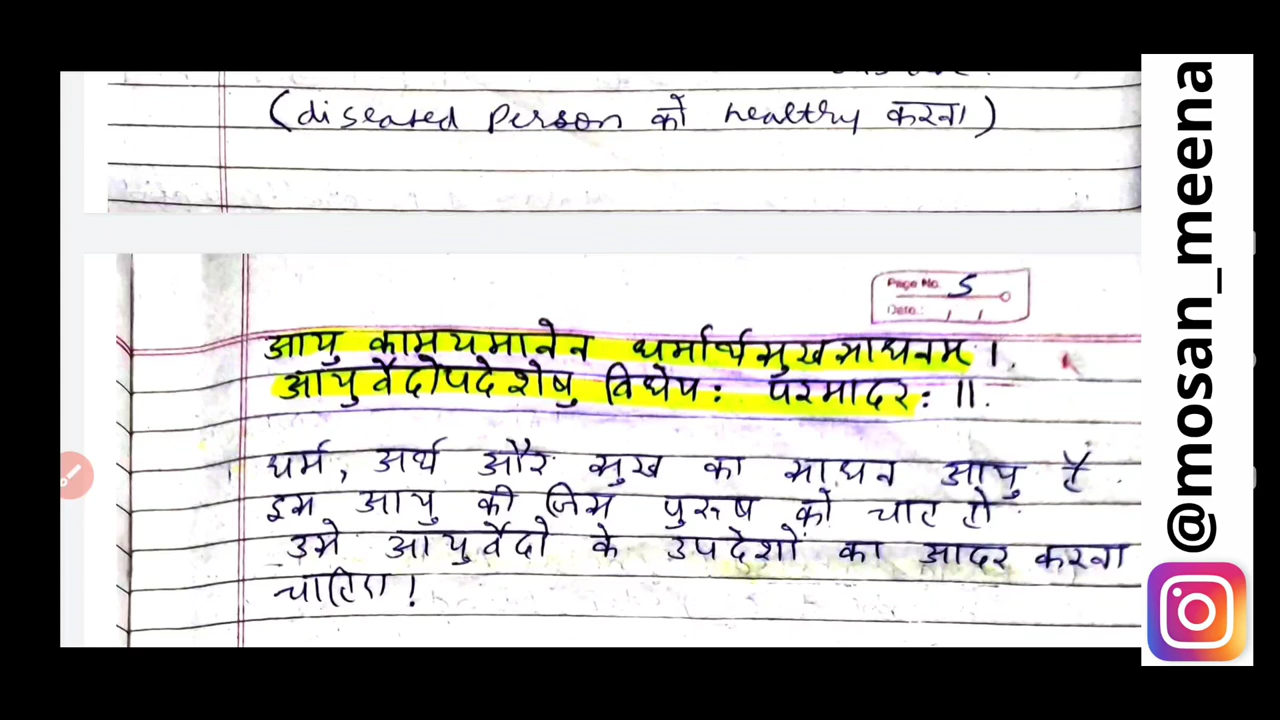 (diseased Person को healthy करना)
Page No. 5
Date: / /
आयु कामयमानेन धर्मार्थसुखसाधनम् ।
आयुर्वेदोपदेशेषु विधेय: परमादर: ॥.
धर्म, अर्थ और सुख का साधन आयु है.
इस आयु की जिस पुरुष को चाह हो
उसे आयुर्वेदो के उपदेशों का आदर करना
चाहिए!
@mosan_meena